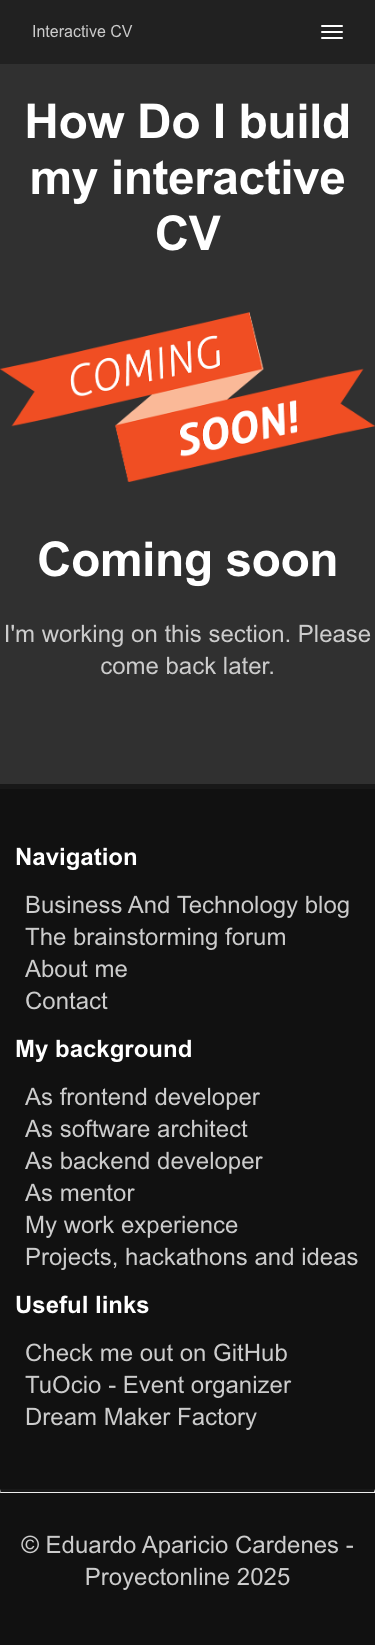 Interactive CV
How Do I build
my interactive
CV
COMING
SOON!
Coming soon
I'm working on this section. Please
come back later.
Navigation
Business And Technology blog
The brainstorming forum
About me
Contact
My background
As frontend developer
As software architect
As backend developer
As mentor
My work experience
Projects, hackathons and ideas
Useful links
Check me out on GitHub
TuOcio - Event organizer
Dream Maker Factory
© Eduardo Aparicio Cardenes -
Proyectonline 2025